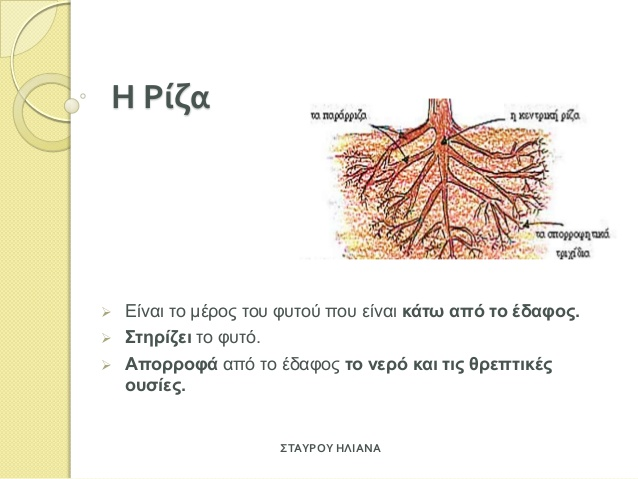 Η Ρίζα
τα παράρριζα
η κεντρική ρίζα
τα απορροφητικά
τριχίδια
Είναι το μέρος του φυτού που είναι κάτω από το έδαφος.
Στηρίζει το φυτό.
Απορροφά από το έδαφος το νερό και τις θρεπτικές
ουσίες.
ΣΤΑΥΡΟΥ ΗΛΙΑΝΑ